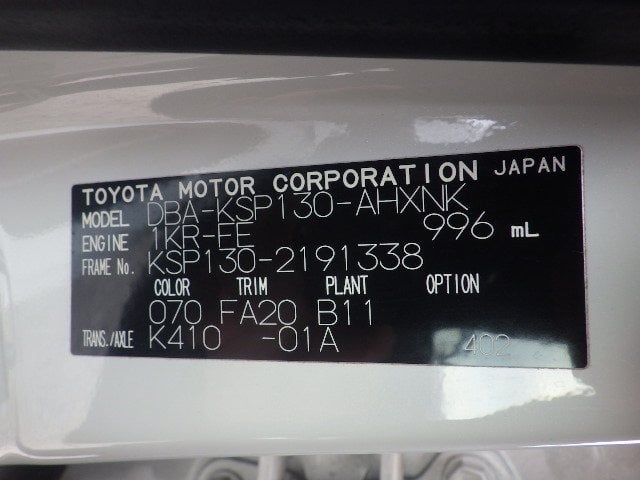 TOYOTA MOTOR CORPORATION JAPAN
MODEL DBA-KSP130-AHXNK
ENGINE 1KR-FE 996 mL
FRAME No. KSP130-2191338
COLOR TRIM PLANT OPTION
070 FA20 B11
TRANS./AXLE K410 -01A 402